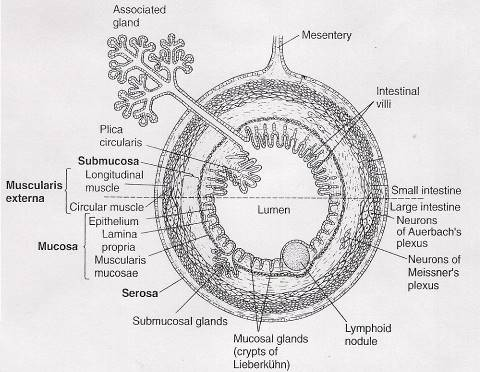 Associated
gland
Mesentery
Intestinal
villi
Plica
circularis
Submucosa
Longitudinal
muscle
Muscularis
externa
Circular muscle
Small intestine
Large intestine
Lumen
Epithelium
Lamina
propria
Muscularis
mucosae
Mucosa
Neurons
of Auerbach's
plexus
Neurons of
Meissner's
plexus
Serosa
Submucosal glands
Mucosal glands
(crypts of
Lieberkühn)
Lymphoid
nodule